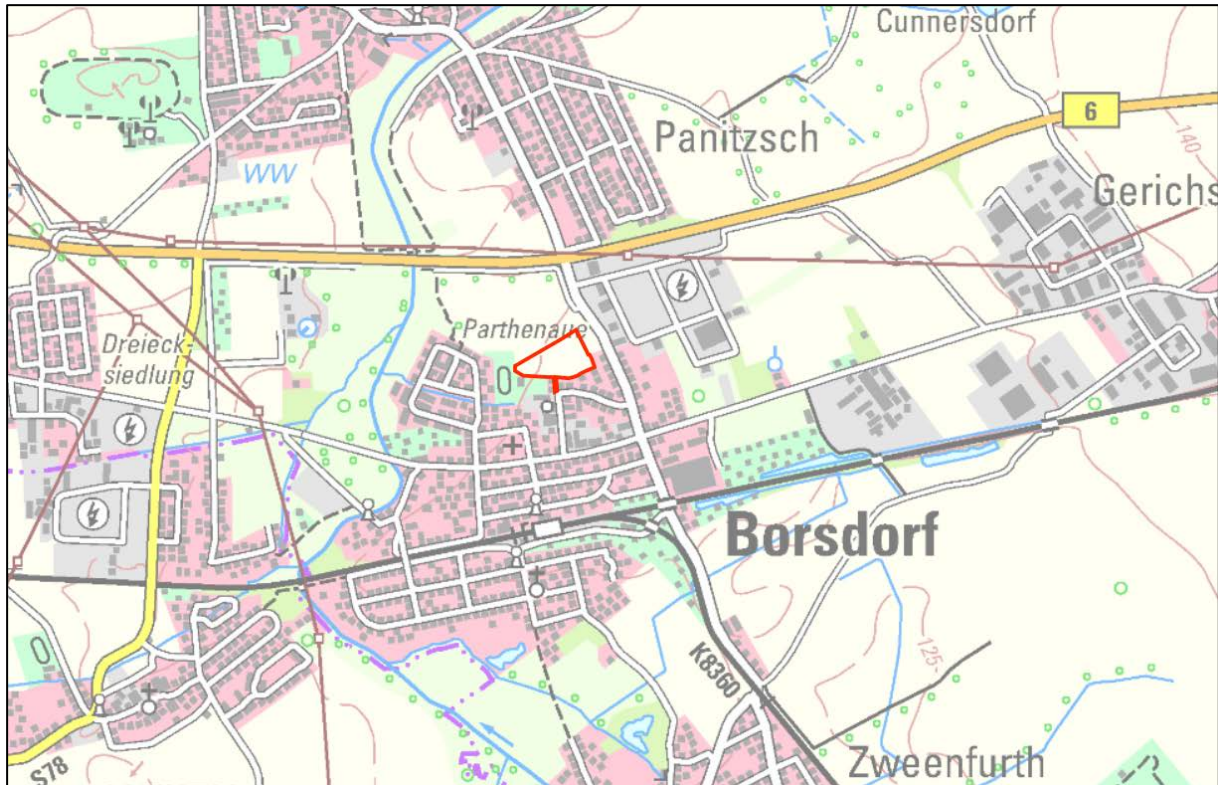 Cunnersdorf
6
Panitzsch
140
Gerichs
WW
Parthenaue
Dreieck-
siedlung
Borsdorf
K8360
125
Zweenfurth
S78